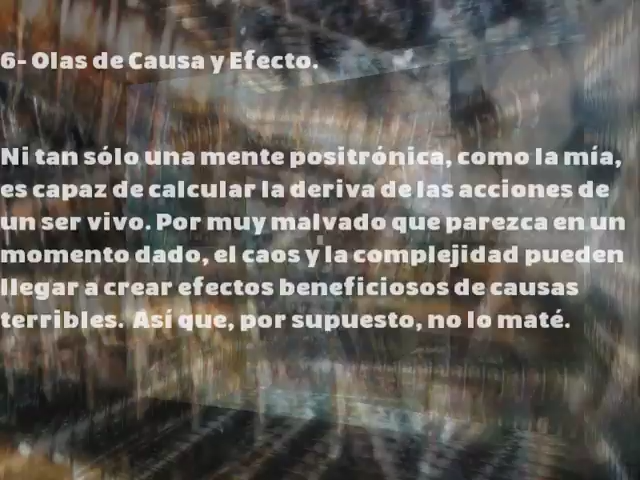 6- Olas de Causa y Efecto.
Ni tan sólo una mente positrónica, como la mía,
es capaz de calcular la deriva de las acciones de
un ser vivo. Por muy malvado que parezca en un
momento dado, el caos y la complejidad pueden
llegar a crear efectos beneficiosos de causas
terribles. Así que, por supuesto, no lo maté.